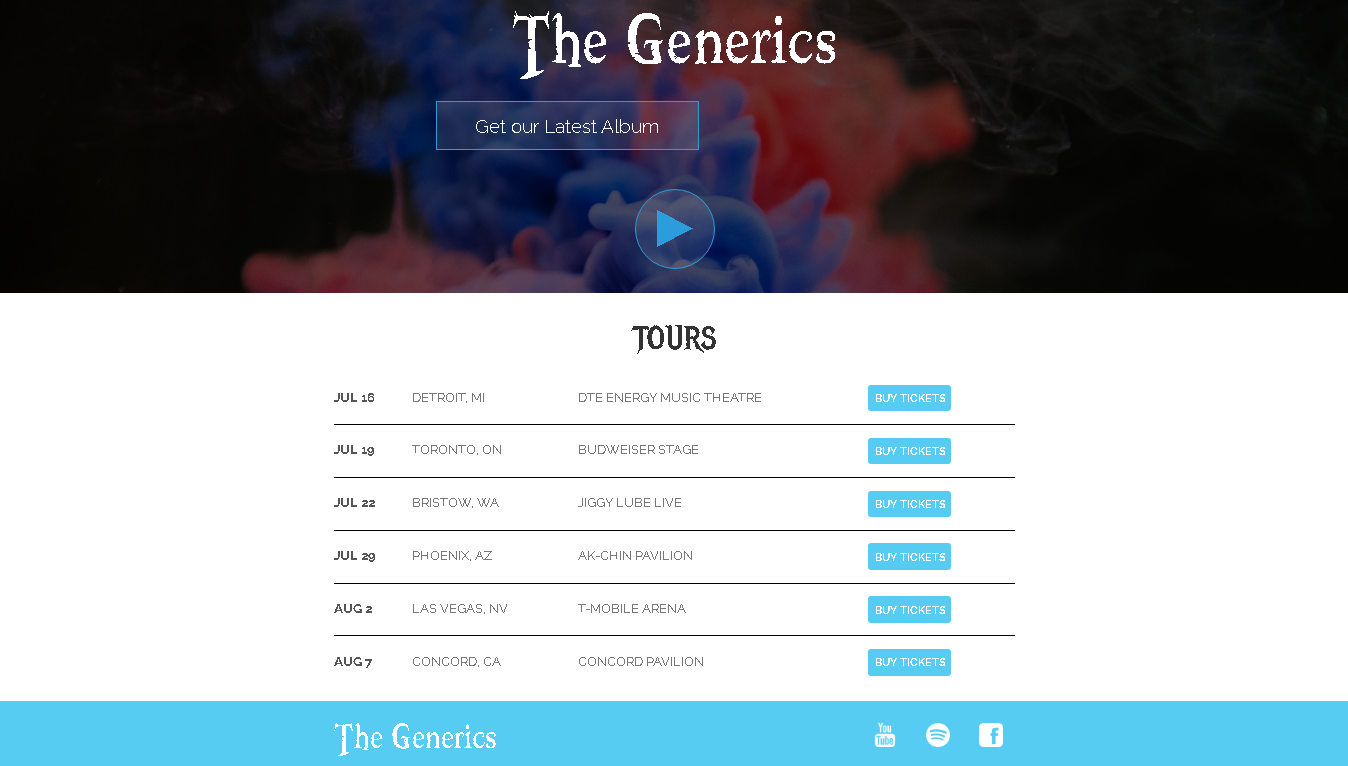 The Generics
Get our Latest Album
TOURS
JUL 16 DETROIT, MI DTE ENERGY MUSIC THEATRE BUY TICKETS
JUL 19 TORONTO, ON BUDWEISER STAGE BUY TICKETS
JUL 22 BRISTOW, WA JIGGY LUBE LIVE BUY TICKETS
JUL 29 PHOENIX, AZ AK-CHIN PAVILION BUY TICKETS
AUG 2 LAS VEGAS, NV T-MOBILE ARENA BUY TICKETS
AUG 7 CONCORD, CA CONCORD PAVILION BUY TICKETS
The Generics You Tube f